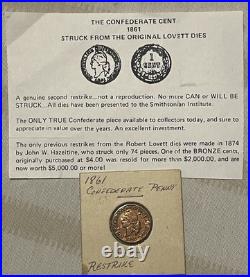 THE CONFEDERATE CENT
1861
STRUCK FROM THE ORIGINAL LOVETT DIES
1
CENT
A genuine second restrike...not a reproduction. No more CAN or WILL BE
STRUCK...All dies have been presented to the Smithsonian Institute.
The ONLY TRUE Confederate piece available to collectors today, and sure
to appreciate in value over the years. An excellent investment.
The previous second restrikes from the Robert Lovett dies were made in 1874
by John W. Hazeltine, who struck only 74 pieces. One of the BRONZE cents
originally purchased at $4.00 was resold for more than $2,000.00, and are
now worth $5,000.00 or more!
1861
CONFEDERATE PENNY
RESTRIKE